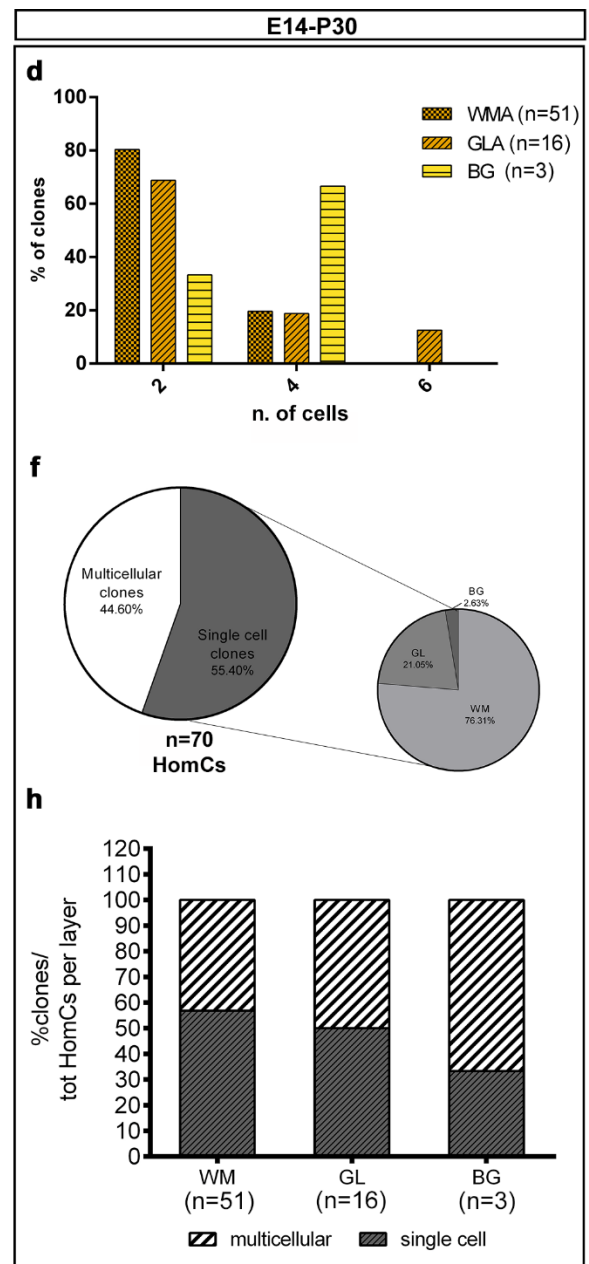 E14-P30
d
100
80
60
40
20
0
% of clones
WMA (n=51)
GLA (n=16)
BG (n=3)
2
4
6
n. of cells
f
Multicellular
clones
44.60%
Single cell
clones
55.40%
n=70
HomCs
BG
2.63%
GL
21.05%
WM
76.31%
h
120
110
100
90
80
70
60
50
40
30
20
10
0
%clones/
tot HomCs per layer
WM
(n=51)
GL
(n=16)
BG
(n=3)
multicellular
single cell